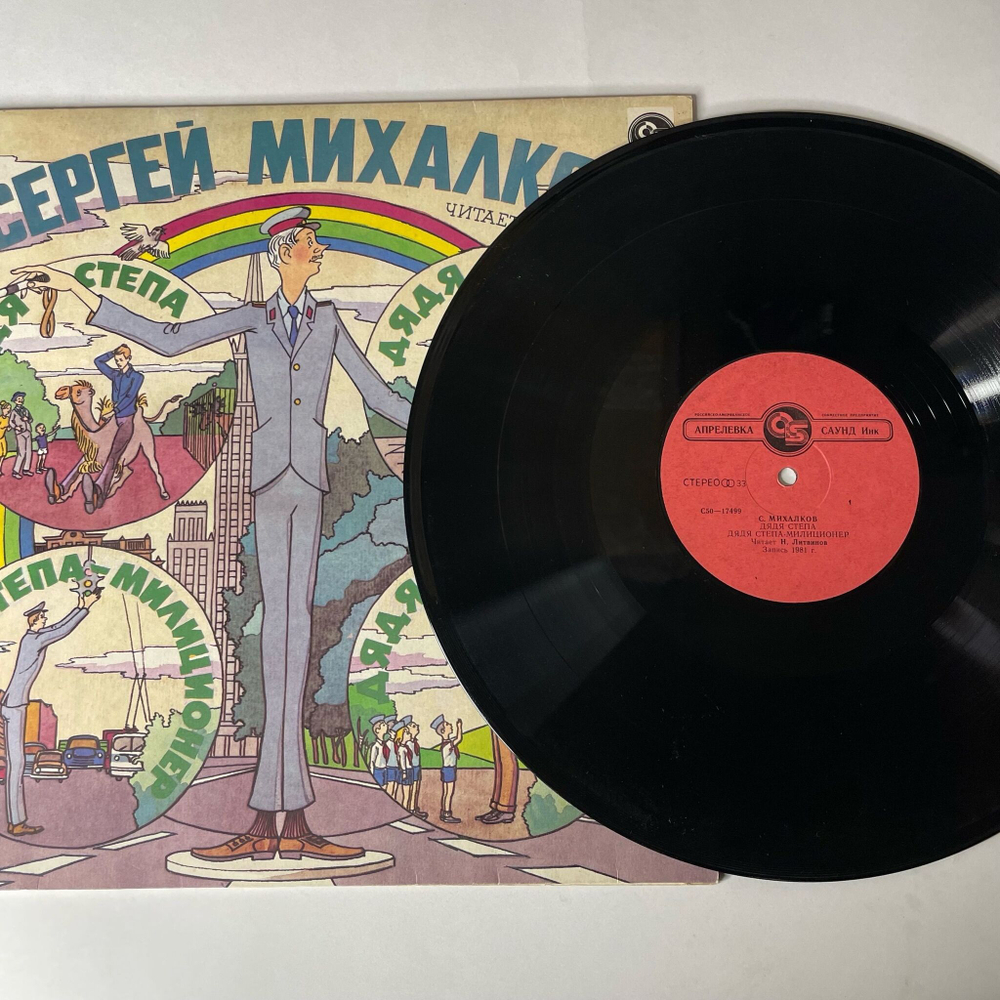 СЕРГЕЙ МИХАЛКО
ЧИТАЕТ
СТЕПА
ДЯДЯ
ТЕПА-МИЛИЦИОНЕР
ДЯДЯ
АПРЕЛЕВКА САУНД Инк
СТЕРЕО 33
С50—17499
С. МИХАЛКОВ
ДЯДЯ СТЕПА
ДЯДЯ СТЕПА-МИЛИЦИОНЕР
Читает Н. Литвинов
Запись 1981 г.